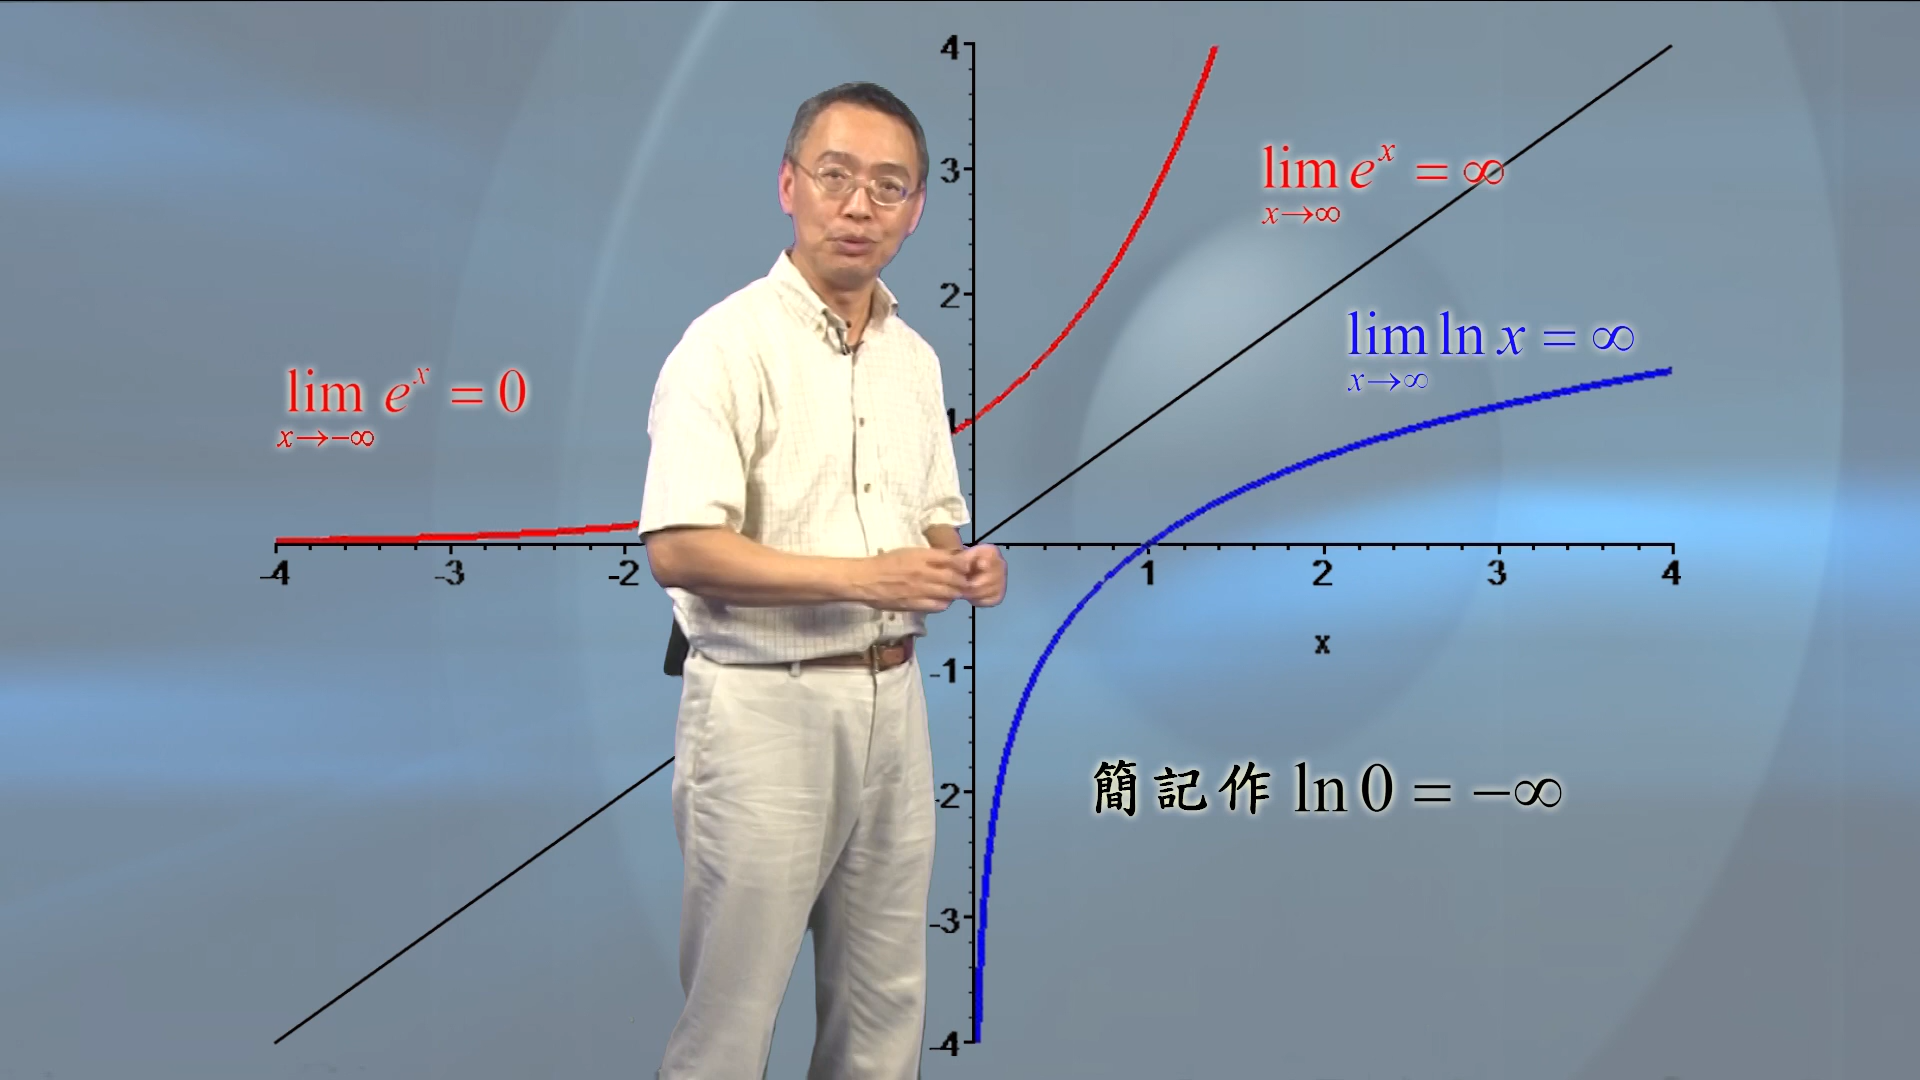 4
3
lim e^x = ∞
x→∞
2
lim ln x = ∞
x→∞
lim e^x = 0
x→−∞
1
-4 -3 -2 1 2 3 4
x
-1
簡記作 ln 0 = −∞
-2
-3
-4